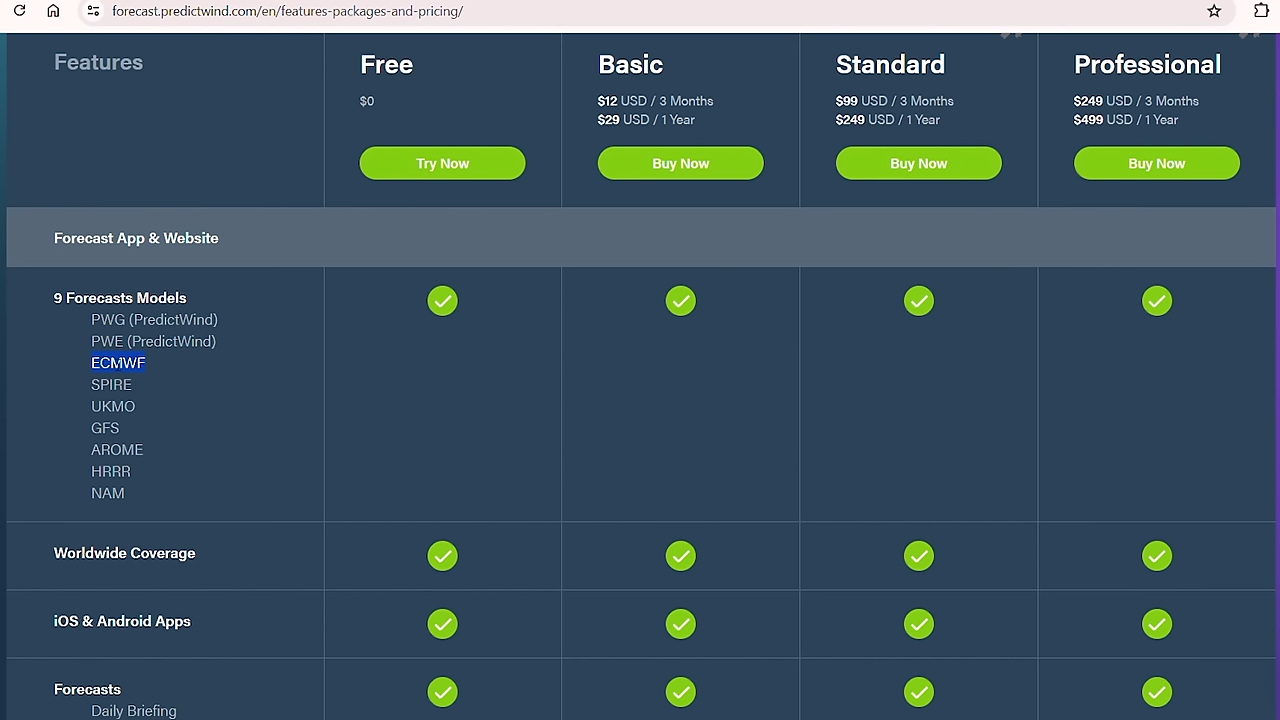 forecast.predictwind.com/en/features-packages-and-pricing/
Features
Free
$0
Try Now
Basic
$12 USD / 3 Months
$29 USD / 1 Year
Buy Now
Standard
$99 USD / 3 Months
$249 USD / 1 Year
Buy Now
Professional
$249 USD / 3 Months
$499 USD / 1 Year
Buy Now
Forecast App & Website
9 Forecasts Models
PWG (PredictWind)
PWE (PredictWind)
ECMWF
SPIRE
UKMO
GFS
AROME
HRRR
NAM
Worldwide Coverage
iOS & Android Apps
Forecasts
Daily Briefing